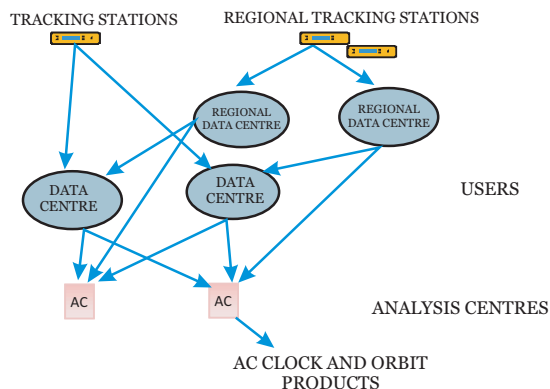 TRACKING STATIONS
REGIONAL TRACKING STATIONS
REGIONAL
DATA CENTRE
REGIONAL
DATA CENTRE
DATA
CENTRE
DATA
CENTRE
USERS
AC
AC
ANALYSIS CENTRES
AC CLOCK AND ORBIT
PRODUCTS